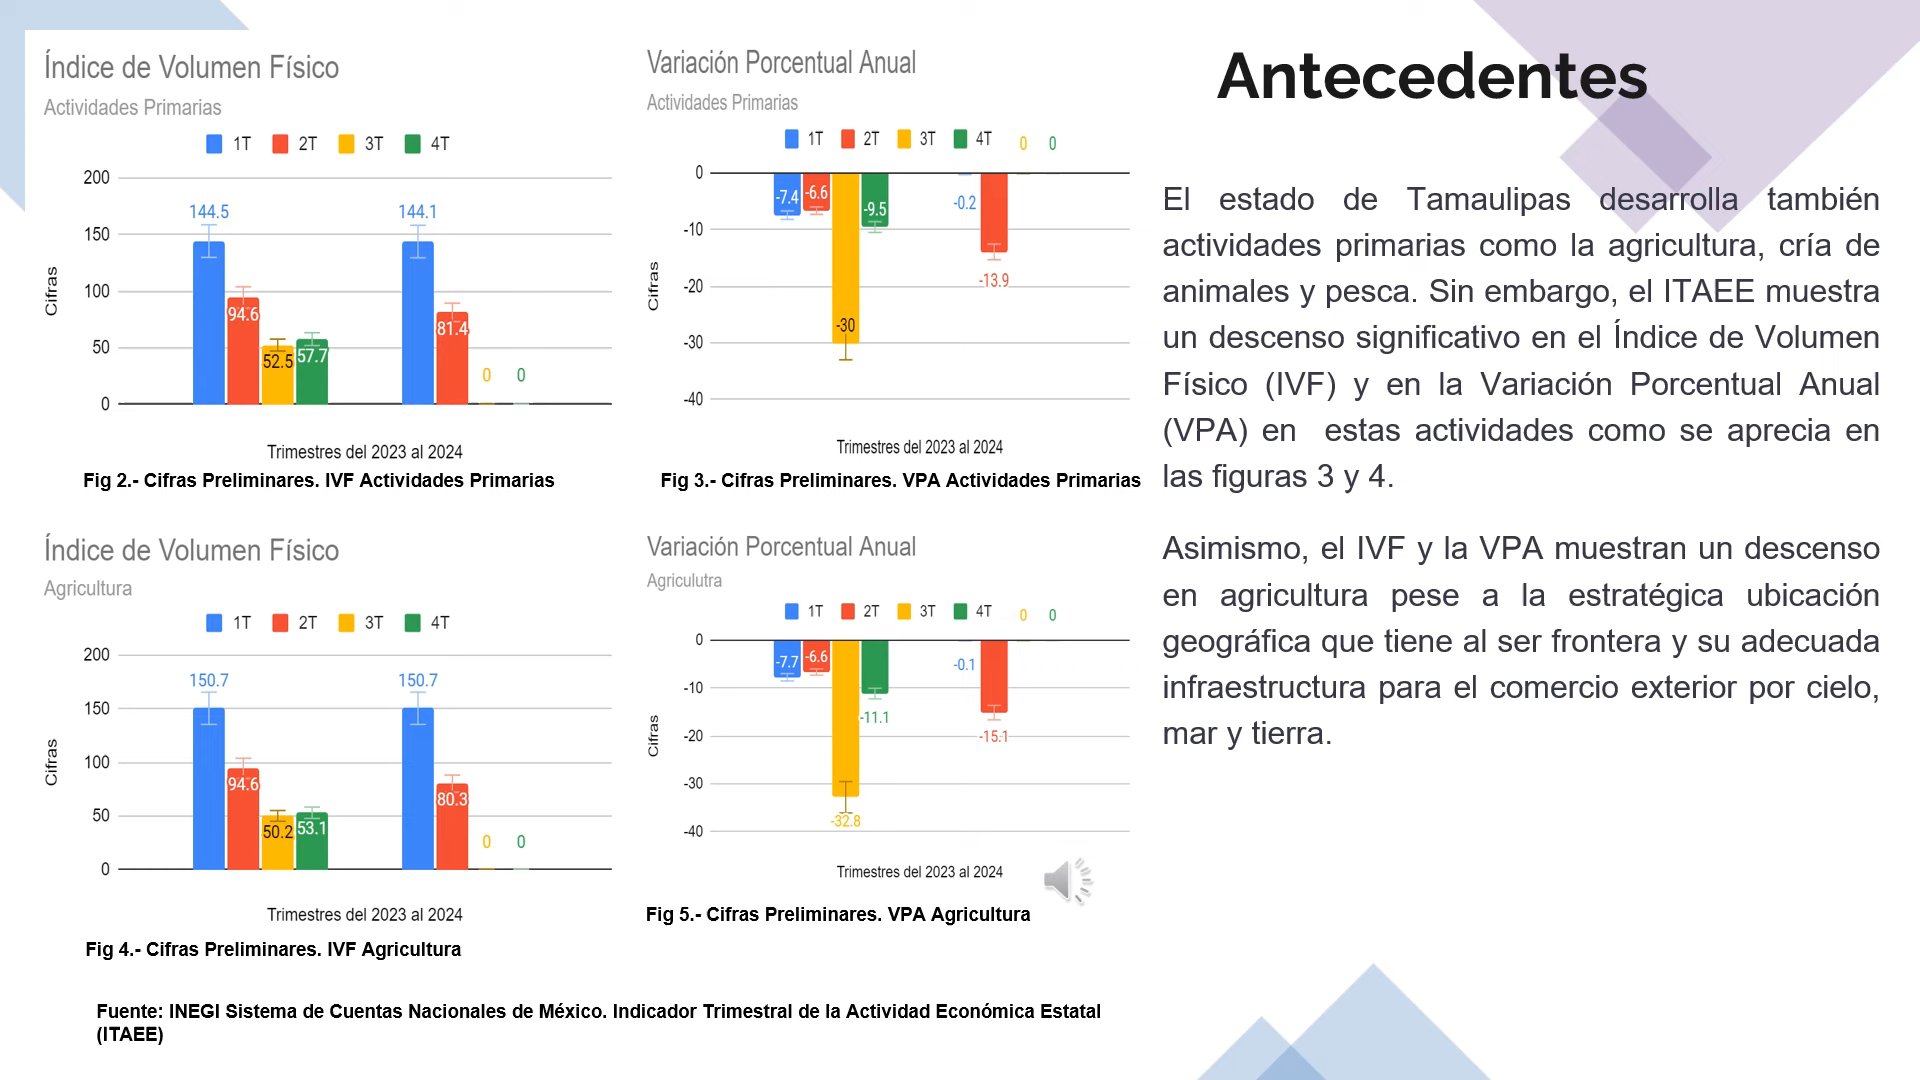 Índice de Volumen Físico
Actividades Primarias
1T 2T 3T 4T
200
150
100
50
0
Cifras
144.5
94.6
52.5
57.7
144.1
81.4
0
0
Trimestres del 2023 al 2024
Fig 2.- Cifras Preliminares. IVF Actividades Primarias
Variación Porcentual Anual
Actividades Primarias
1T 2T 3T 4T
0
0
0
-10
-20
-30
-40
Cifras
-7.4
-6.6
-30
-9.5
-0.2
-13.9
Trimestres del 2023 al 2024
Fig 3.- Cifras Preliminares. VPA Actividades Primarias
Índice de Volumen Físico
Agricultura
1T 2T 3T 4T
200
150
100
50
0
Cifras
150.7
94.6
50.2
53.1
150.7
80.3
0
0
Trimestres del 2023 al 2024
Fig 4.- Cifras Preliminares. IVF Agricultura
Variación Porcentual Anual
Agriculutra
1T 2T 3T 4T
0
0
0
-10
-20
-30
-40
Cifras
-7.7
-6.6
-32.8
-11.1
-0.1
-15.1
Trimestres del 2023 al 2024
Fig 5.- Cifras Preliminares. VPA Agricultura
Fuente: INEGI Sistema de Cuentas Nacionales de México. Indicador Trimestral de la Actividad Económica Estatal
(ITAEE)
Antecedentes
El estado de Tamaulipas desarrolla también
actividades primarias como la agricultura, cría de
animales y pesca. Sin embargo, el ITAEE muestra
un descenso significativo en el Índice de Volumen
Físico (IVF) y en la Variación Porcentual Anual
(VPA) en estas actividades como se aprecia en
las figuras 3 y 4.
Asimismo, el IVF y la VPA muestran un descenso
en agricultura pese a la estratégica ubicación
geográfica que tiene al ser frontera y su adecuada
infraestructura para el comercio exterior por cielo,
mar y tierra.